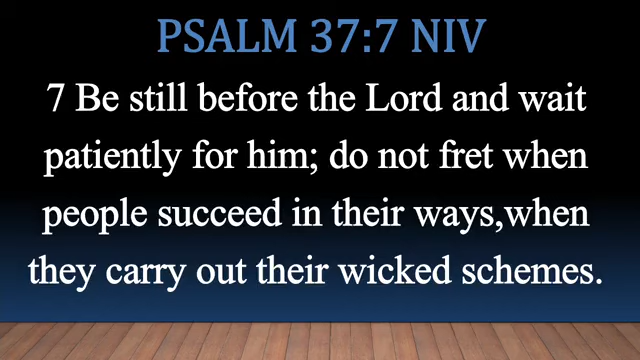 PSALM 37:7 NIV
7 Be still before the Lord and wait
patiently for him; do not fret when
people succeed in their ways,when
they carry out their wicked schemes.